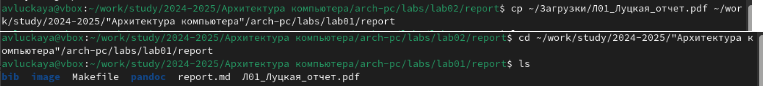 avluckaya@vbox:~/work/study/2024-2025/Архитектура компьютера/arch-pc/labs/lab02/report$ cp ~/Загрузки/Л01_Луцкая_отчет.pdf ~/wor
k/study/2024-2025/"Архитектура компьютера"/arch-pc/labs/lab01/report
avluckaya@vbox:~/work/study/2024-2025/Архитектура компьютера/arch-pc/labs/lab02/report$ cd ~/work/study/2024-2025/"Архитектура к
омпьютера"/arch-pc/labs/lab01/report
avluckaya@vbox:~/work/study/2024-2025/Архитектура компьютера/arch-pc/labs/lab01/report$ ls
bib image Makefile pandoc report.md Л01_Луцкая_отчет.pdf